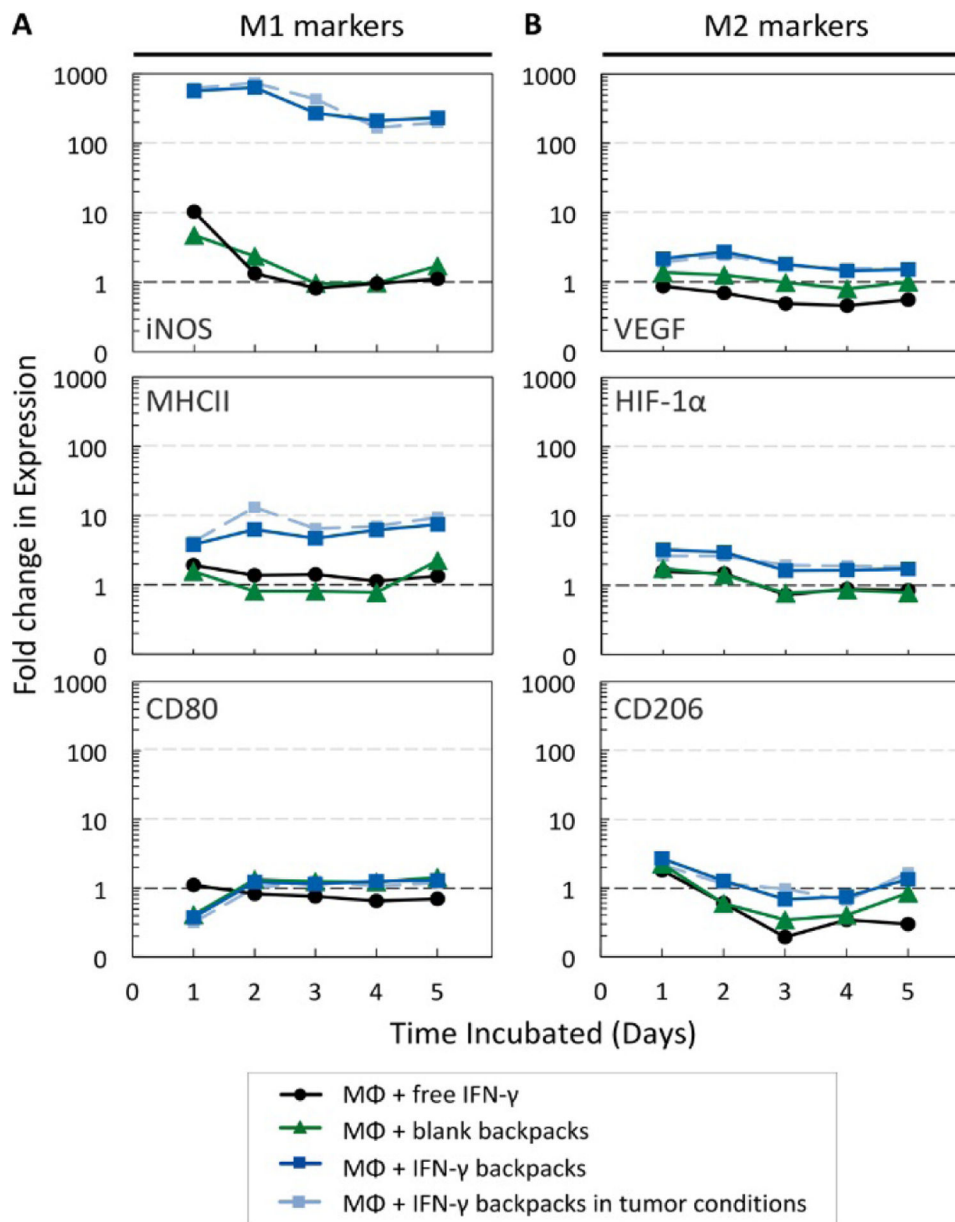 A M1 markers B M2 markers
1000
100
10
1
0
iNOS
VEGF
1000
100
10
1
0
MHCII
HIF-1α
1000
100
10
1
0
1000
100
10
1
0
CD80
CD206
1000
100
10
1
0
1000
100
10
1
0
Fold change in Expression
0 1 2 3 4 5 0 1 2 3 4 5
Time Incubated (Days)
MΦ + free IFN-γ
MΦ + blank backpacks
MΦ + IFN-γ backpacks
MΦ + IFN-γ backpacks in tumor conditions